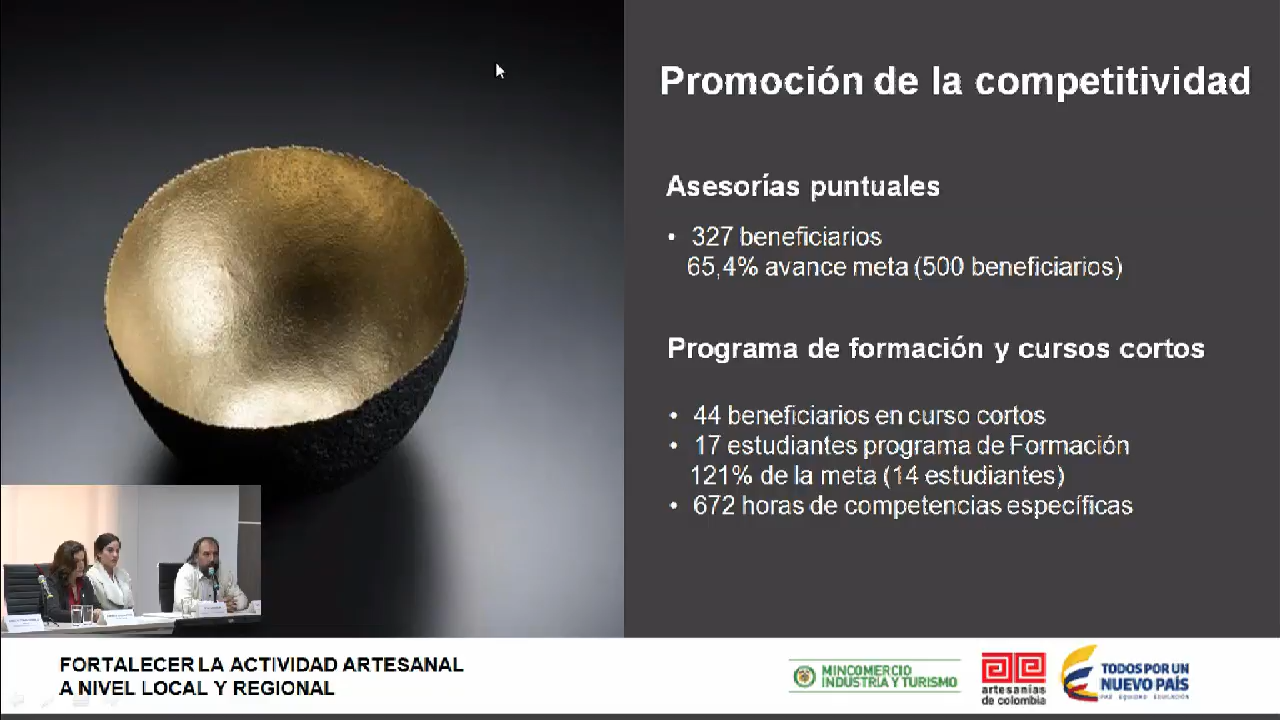 Promoción de la competitividad
Asesorías puntuales
• 327 beneficiarios
65,4% avance meta (500 beneficiarios)
Programa de formación y cursos cortos
• 44 beneficiarios en curso cortos
• 17 estudiantes programa de Formación
121% de la meta (14 estudiantes)
• 672 horas de competencias específicas
FORTALECER LA ACTIVIDAD ARTESANAL
A NIVEL LOCAL Y REGIONAL
MINCOMERCIO
INDUSTRIA Y TURISMO
artesanías
de colombia
TODOS POR UN
NUEVO PAÍS
PAZ EQUIDAD EDUCACIÓN